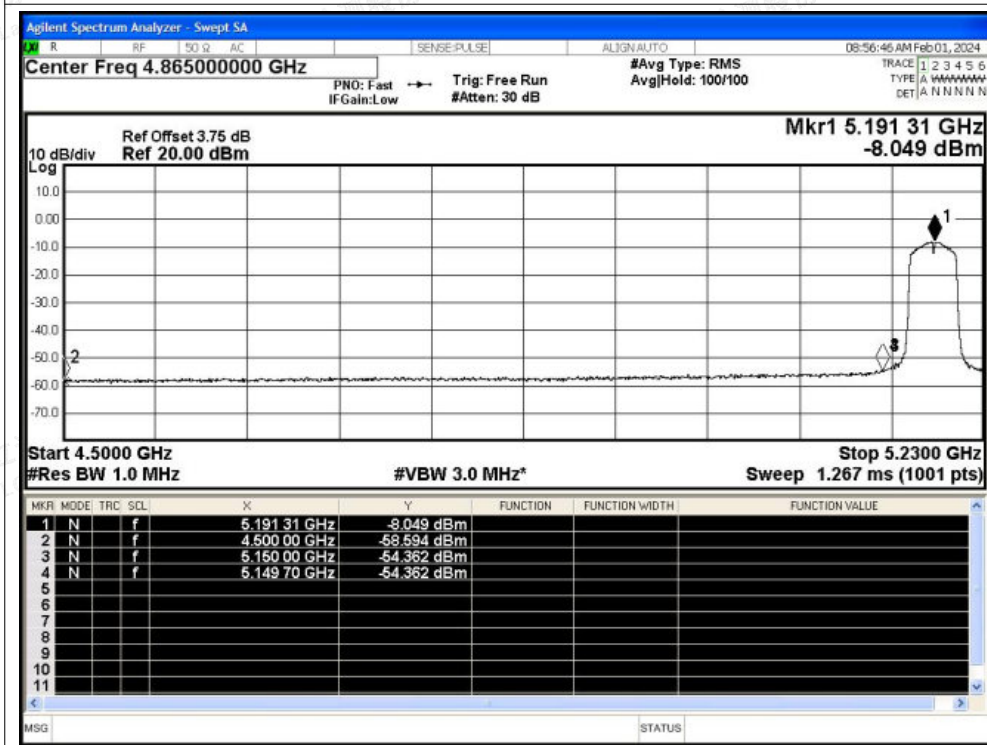 Agilent Spectrum Analyzer - Swept SA
LXI R RF 50 Ω AC SENSE:PULSE ALIGNAUTO 08:56:46 AM Feb 01, 2024
Center Freq 4.865000000 GHz
PNO: Fast
IFGain:Low
Trig: Free Run
#Atten: 30 dB
#Avg Type: RMS
Avg|Hold: 100/100
TRACE 1 2 3 4 5 6
TYPE A WWWWW
DET A N N N N N
Mkr1 5.191 31 GHz
-8.049 dBm
Ref Offset 3.75 dB
10 dB/div Ref 20.00 dBm
Log
10.0
0.00
-10.0
-20.0
-30.0
-40.0
-50.0
-60.0
-70.0
1
2
3
Start 4.5000 GHz Stop 5.2300 GHz
#Res BW 1.0 MHz #VBW 3.0 MHz* Sweep 1.267 ms (1001 pts)
MKR MODE TRC SCL X Y FUNCTION FUNCTION WIDTH FUNCTION VALUE
1 N f 5.191 31 GHz -8.049 dBm
2 N f 4.500 00 GHz -58.594 dBm
3 N f 5.150 00 GHz -54.362 dBm
4 N f 5.149 70 GHz -54.362 dBm
5
6
7
8
9
10
11
MSG STATUS